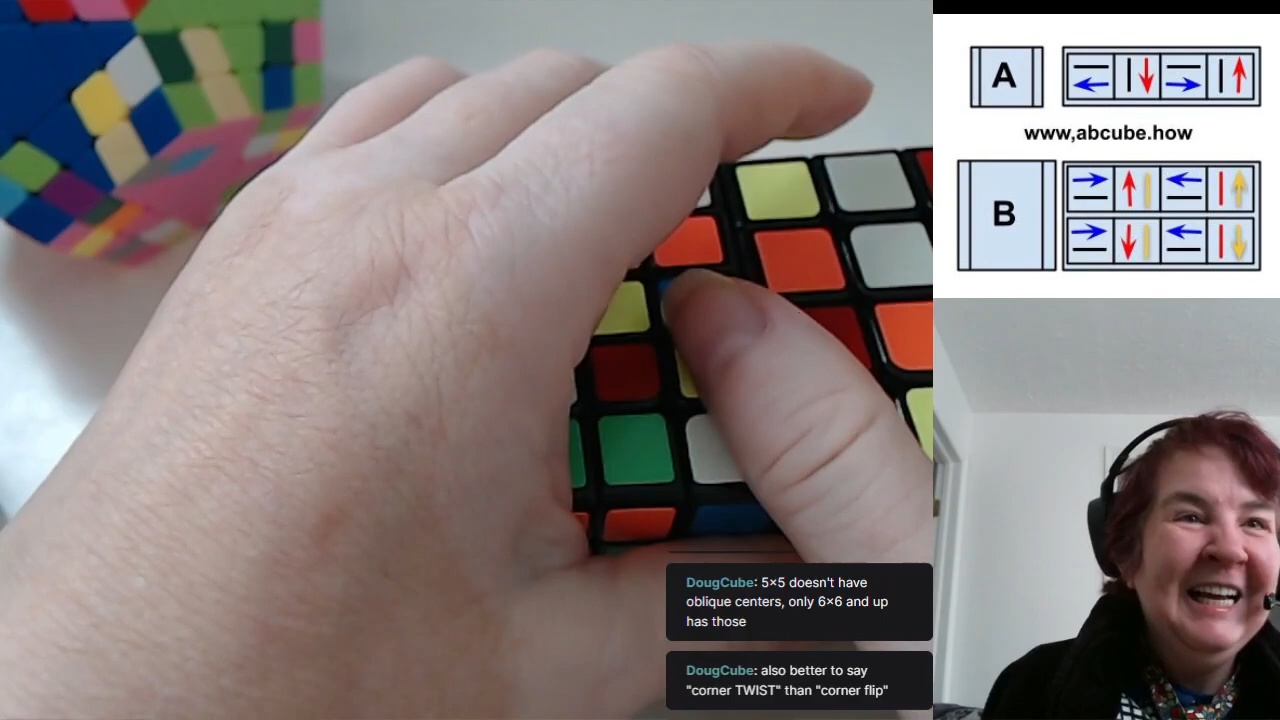 A
www,abcube.how
B
DougCube: 5×5 doesn't have
oblique centers, only 6×6 and up
has those
DougCube: also better to say
"corner TWIST" than "corner flip"